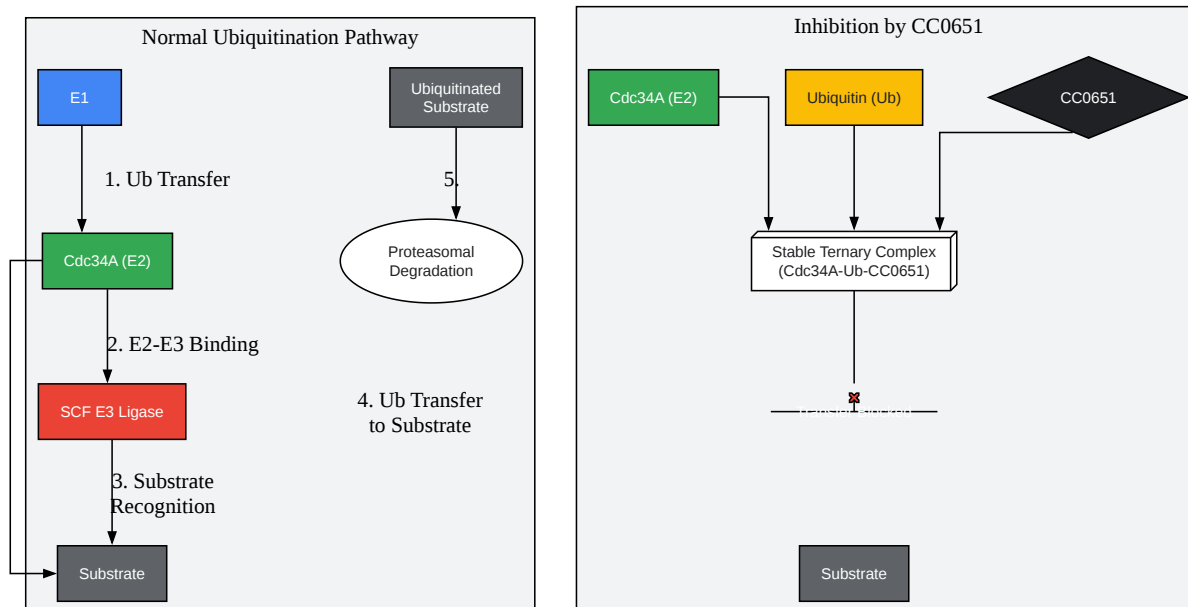 Normal Ubiquitination Pathway
E1
1. Ub Transfer
Cdc34A (E2)
2. E2-E3 Binding
SCF E3 Ligase
3. Substrate
Recognition
Substrate
Ubiquitinated
Substrate
5.
Proteasomal
Degradation
4. Ub Transfer
to Substrate
Inhibition by CC0651
Cdc34A (E2)
Ubiquitin (Ub)
CC0651
Stable Ternary Complex
(Cdc34A-Ub-CC0651)
Transfer Blocked
Substrate